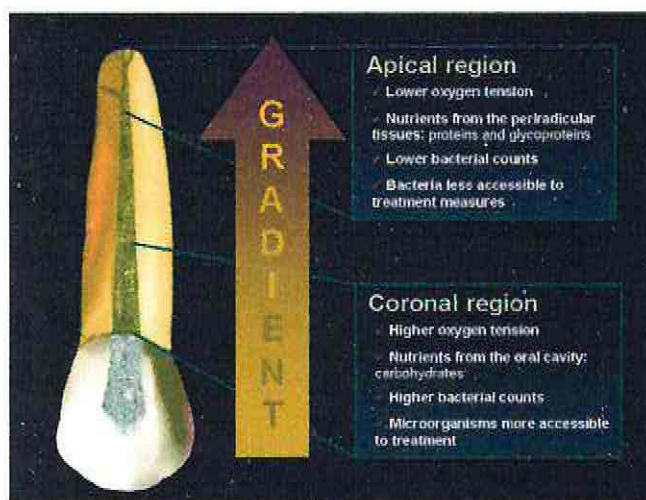 GRADIENT
Apical region
Lower oxygen tension
Nutrients from the periradicular
tissues: proteins and glycoproteins
Lower bacterial counts
Bacteria less accessible to
treatment measures
Coronal region
Higher oxygen tension
Nutrients from the oral cavity:
carbohydrates
Higher bacterial counts
Microorganisms more accessible
to treatment